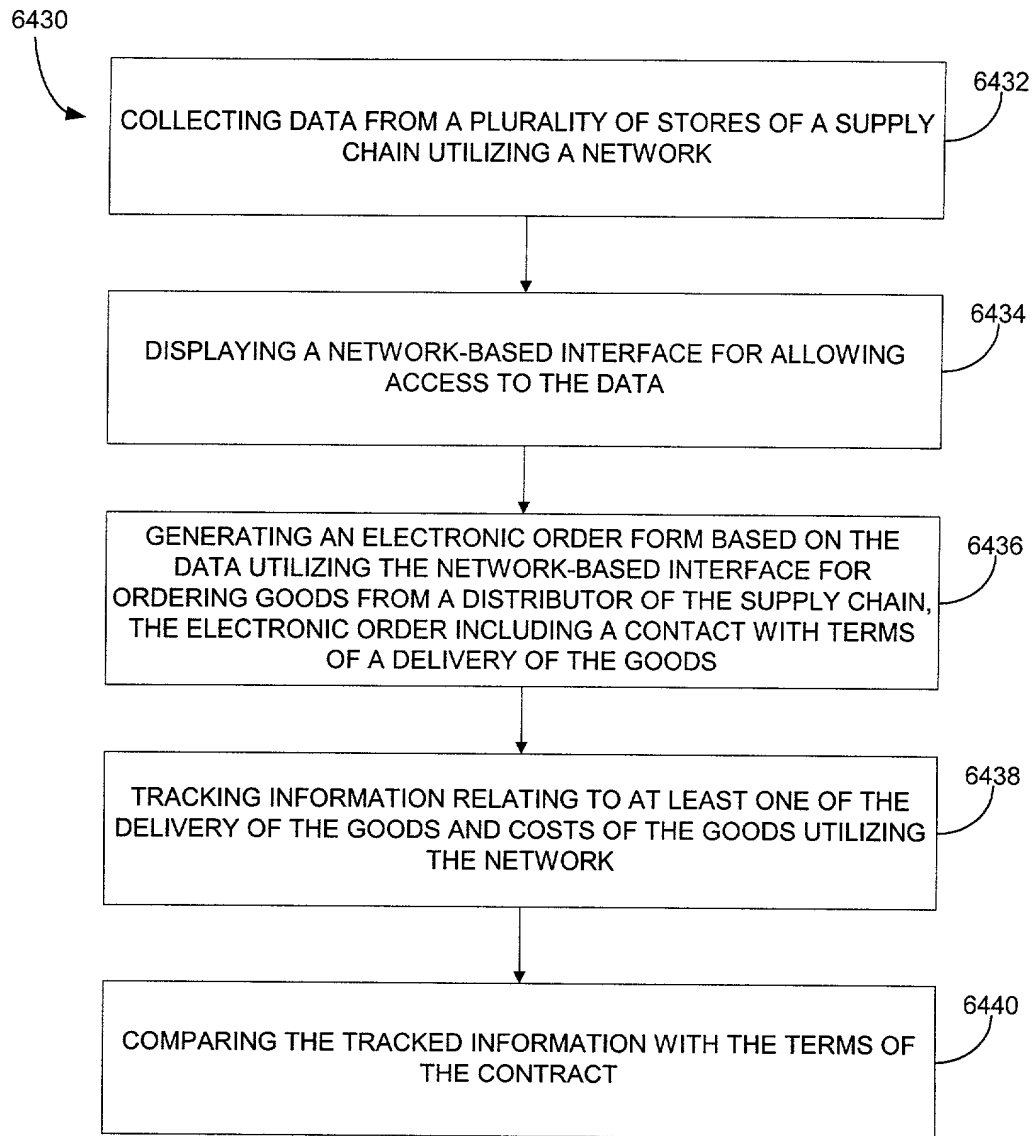 6430
6432
COLLECTING DATA FROM A PLURALITY OF STORES OF A SUPPLY
CHAIN UTILIZING A NETWORK
6434
DISPLAYING A NETWORK-BASED INTERFACE FOR ALLOWING
ACCESS TO THE DATA
6436
GENERATING AN ELECTRONIC ORDER FORM BASED ON THE
DATA UTILIZING THE NETWORK-BASED INTERFACE FOR
ORDERING GOODS FROM A DISTRIBUTOR OF THE SUPPLY CHAIN,
THE ELECTRONIC ORDER INCLUDING A CONTACT WITH TERMS
OF A DELIVERY OF THE GOODS
6438
TRACKING INFORMATION RELATING TO AT LEAST ONE OF THE
DELIVERY OF THE GOODS AND COSTS OF THE GOODS UTILIZING
THE NETWORK
6440
COMPARING THE TRACKED INFORMATION WITH THE TERMS OF
THE CONTRACT